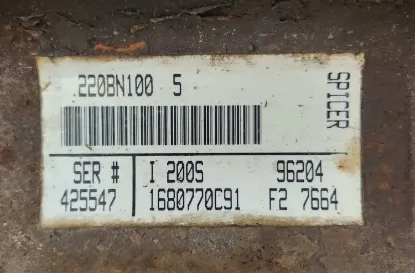 220BN100 5
SPICER
SER # I 200S 96204
425547 1680770C91 F2 7664